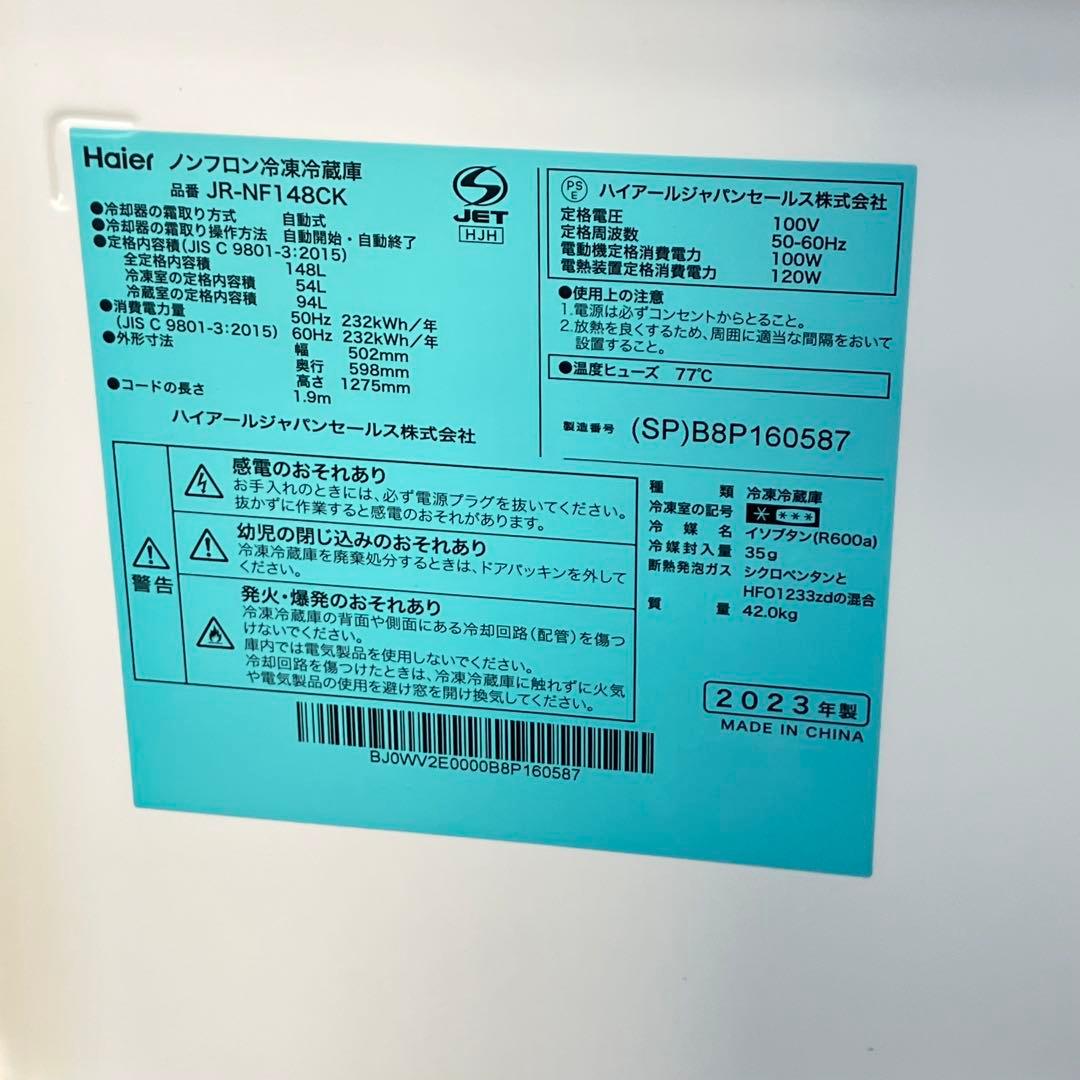 Haier ノンフロン冷凍冷蔵庫
品番 JR-NF148CK
●冷却器の霜取り方式 自動式
●冷却器の霜取り操作方法 自動開始・自動終了
●定格内容積(JIS C 9801-3:2015)
全定格内容積 148L
冷凍室の定格内容積 54L
冷蔵室の定格内容積 94L
●消費電力量 50Hz 232kWh/年
(JIS C 9801-3:2015) 60Hz 232kWh/年
●外形寸法 幅 502mm
奥行 598mm
高さ 1275mm
●コードの長さ 1.9m
ハイアールジャパンセールス株式会社
JET
HJH
PS
E
ハイアールジャパンセールス株式会社
定格電圧 100V
定格周波数 50-60Hz
電動機定格消費電力 100W
電熱装置定格消費電力 120W
●使用上の注意
1.電源は必ずコンセントからとること。
2.放熱を良くするため、周囲に適当な間隔をおいて
設置すること。
●温度ヒューズ 77℃
製造番号 (SP)B8P160587
警告
感電のおそれあり
お手入れのときには、必ず電源プラグを抜いてください。
抜かずに作業すると感電のおそれがあります。
幼児の閉じ込みのおそれあり
冷凍冷蔵庫を廃棄処分するときは、ドアパッキンを外して
ください。
発火・爆発のおそれあり
冷凍冷蔵庫の背面や側面にある冷却回路(配管)を傷つ
けないでください。
庫内では電気製品を使用しないでください。
冷却回路を傷つけたときは、冷凍冷蔵庫に触れずに火気
や電気製品の使用を避け窓を開け換気してください。
種類 冷凍冷蔵庫
冷凍室の記号 * ***
冷媒名 イソブタン(R600a)
冷媒封入量 35g
断熱発泡ガス シクロペンタンと
HFO1233zdの混合
質量 42.0kg
2023年製
MADE IN CHINA
BJ0WV2E0000B8P160587